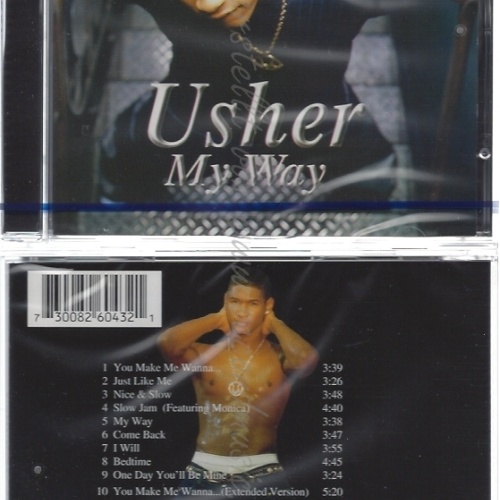 Usher
My Way
7 30082 60432 1
1 You Make Me Wanna... 3:39
2 Just Like Me 3:26
3 Nice & Slow 3:48
4 Slow Jam (Featuring Monica) 4:40
5 My Way 3:38
6 Come Back 3:47
7 I Will 3:55
8 Bedtime 4:45
9 One Day You'll Be Mine 3:24
10 You Make Me Wanna...(Extended Version) 5:20